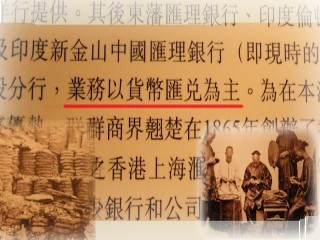 洋行提供。其後東藩匯理銀行、印度倫
及印度新金山中國匯理銀行（即現時的
設分行，業務以貨幣匯兌為主。為在本
群商界翹楚在1865年創辦了
之香港上海滙
銀行和公司